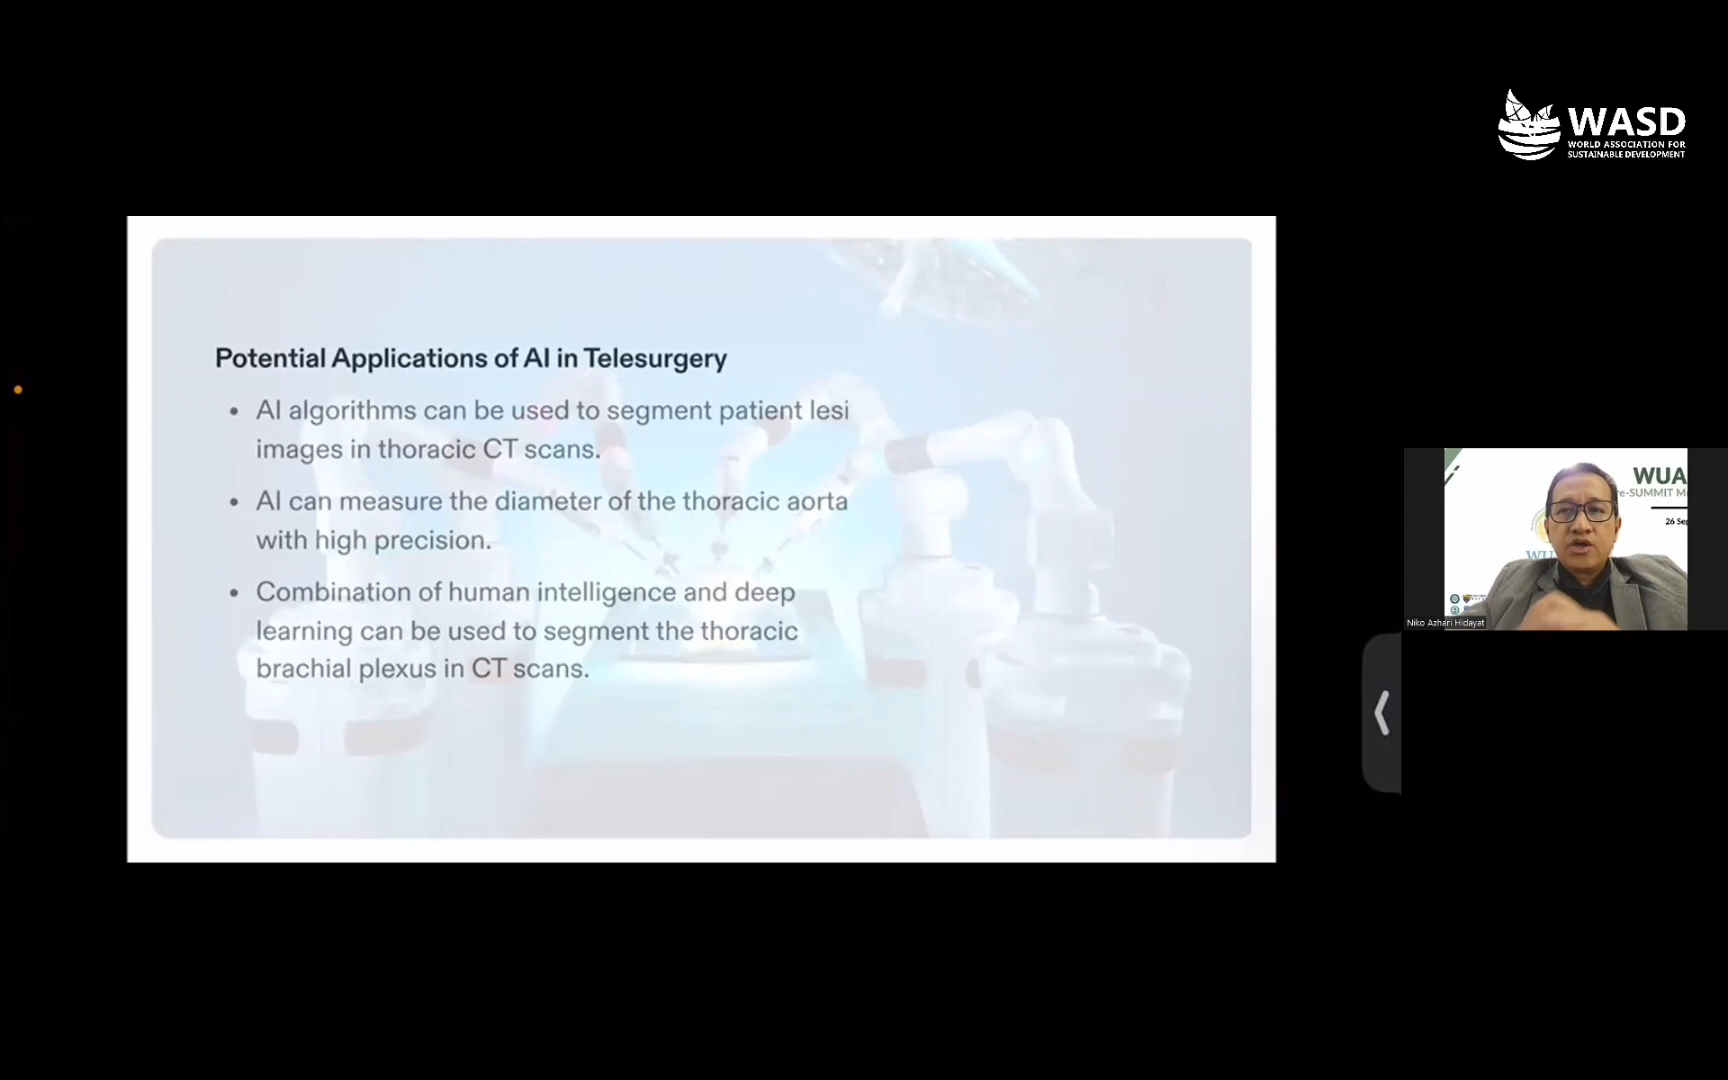 WASD
WORLD ASSOCIATION FOR
SUSTAINABLE DEVELOPMENT
Potential Applications of AI in Telesurgery
• AI algorithms can be used to segment patient lesi
images in thoracic CT scans.
• AI can measure the diameter of the thoracic aorta
with high precision.
• Combination of human intelligence and deep
learning can be used to segment the thoracic
brachial plexus in CT scans.
WUA
re-SUMMIT M
26 Sep
WU
Niko Azhari Hidayat